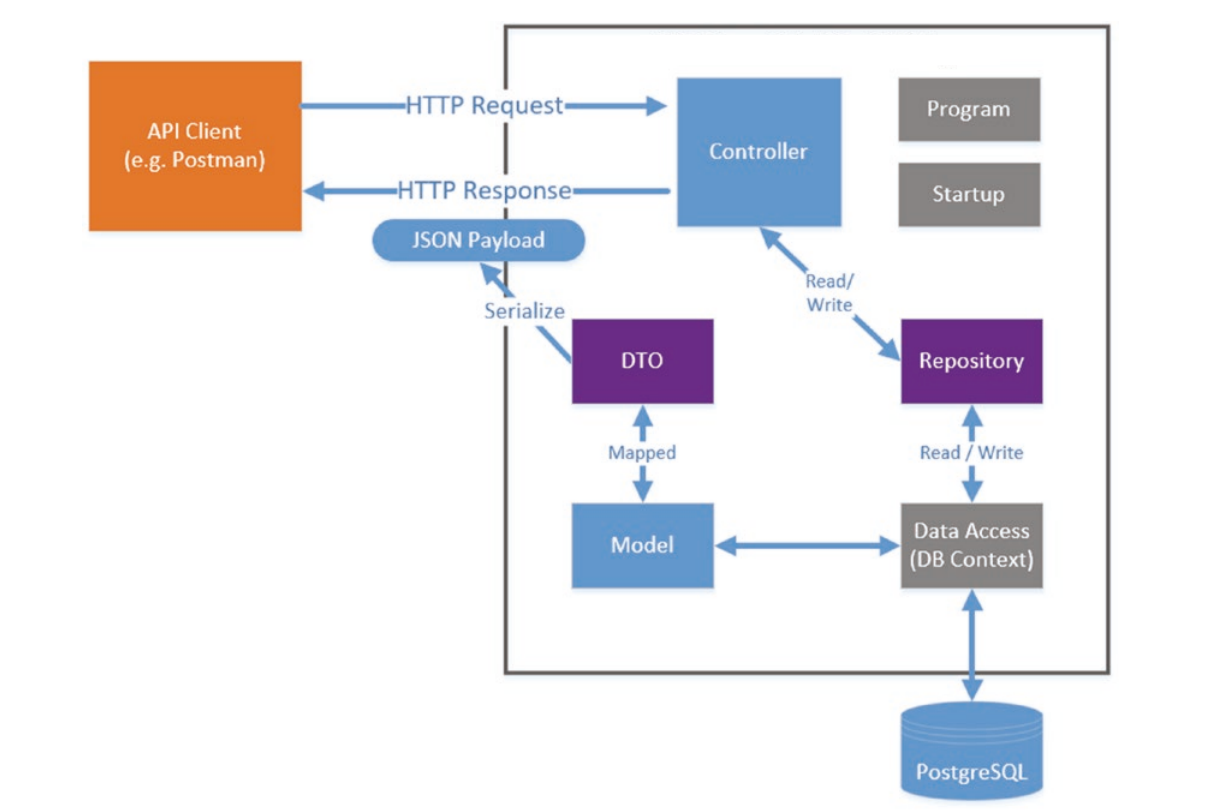 API Client
(e.g. Postman)
HTTP Request
HTTP Response
JSON Payload
Serialize
Controller
Program
Startup
Read/
Write
DTO
Repository
Mapped
Read / Write
Model
Data Access
(DB Context)
PostgreSQL